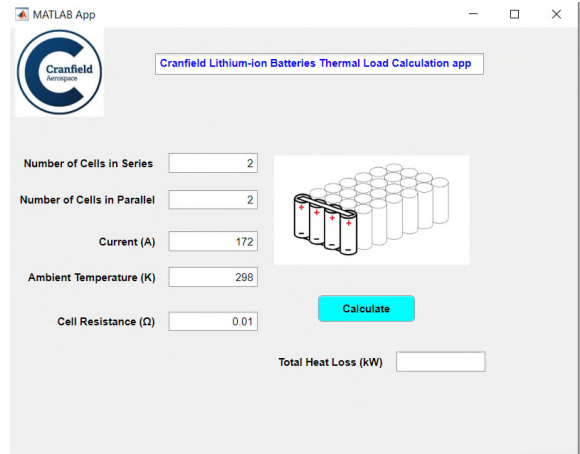 MATLAB App
Cranfield
Aerospace
Cranfield Lithium-ion Batteries Thermal Load Calculation app
Number of Cells in Series 2
Number of Cells in Parallel 2
Current (A) 172
Ambient Temperature (K) 298
Cell Resistance (Ω) 0.01
+ + + +
- - - -
Calculate
Total Heat Loss (kW)